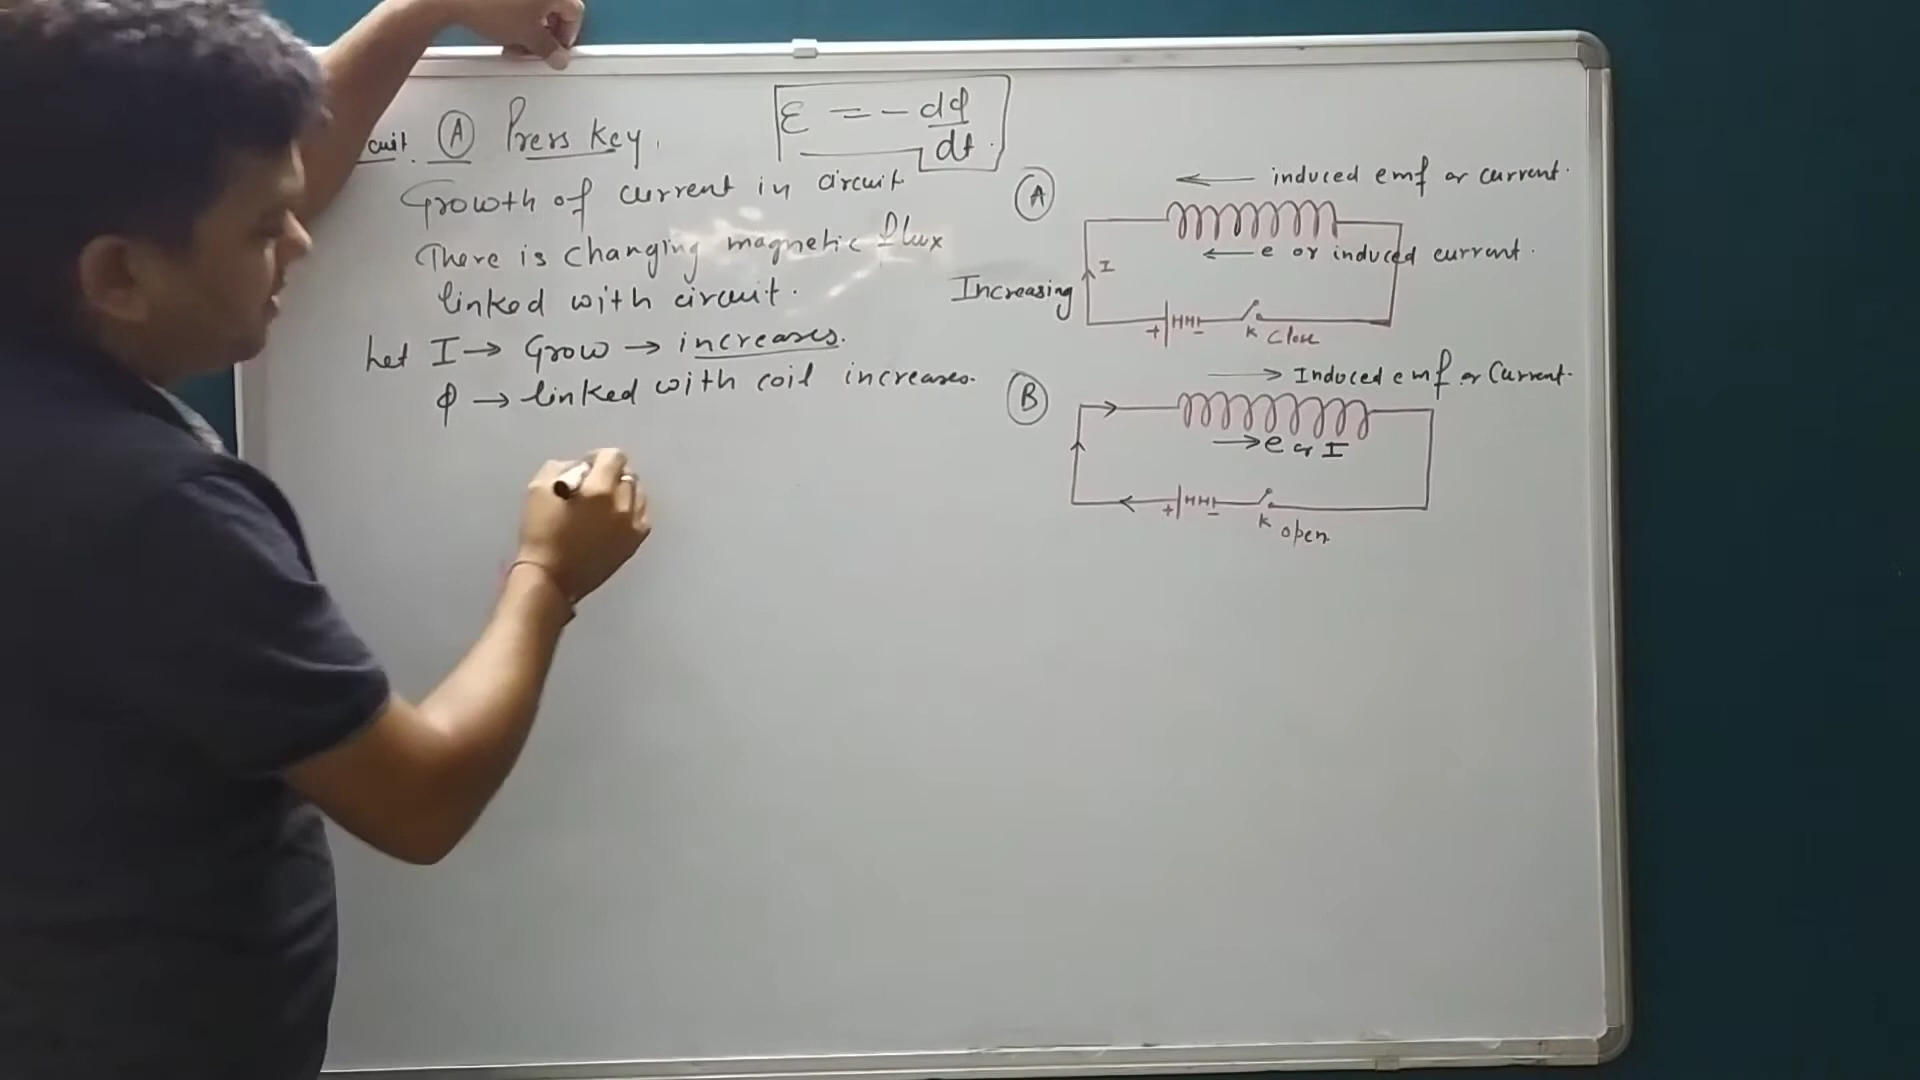 cuit. A Press Key.
ε = - dφ/dt.
Growth of current in circuit.
There is changing magnetic flux
linked with circuit.
Let I → Grow → increases.
φ → linked with coil increases.
A
← induced emf or current.
← e or induced current.
I
Increasing
+ - K Close
B
→ Induced emf or Current.
→ e or I
+ - K open.